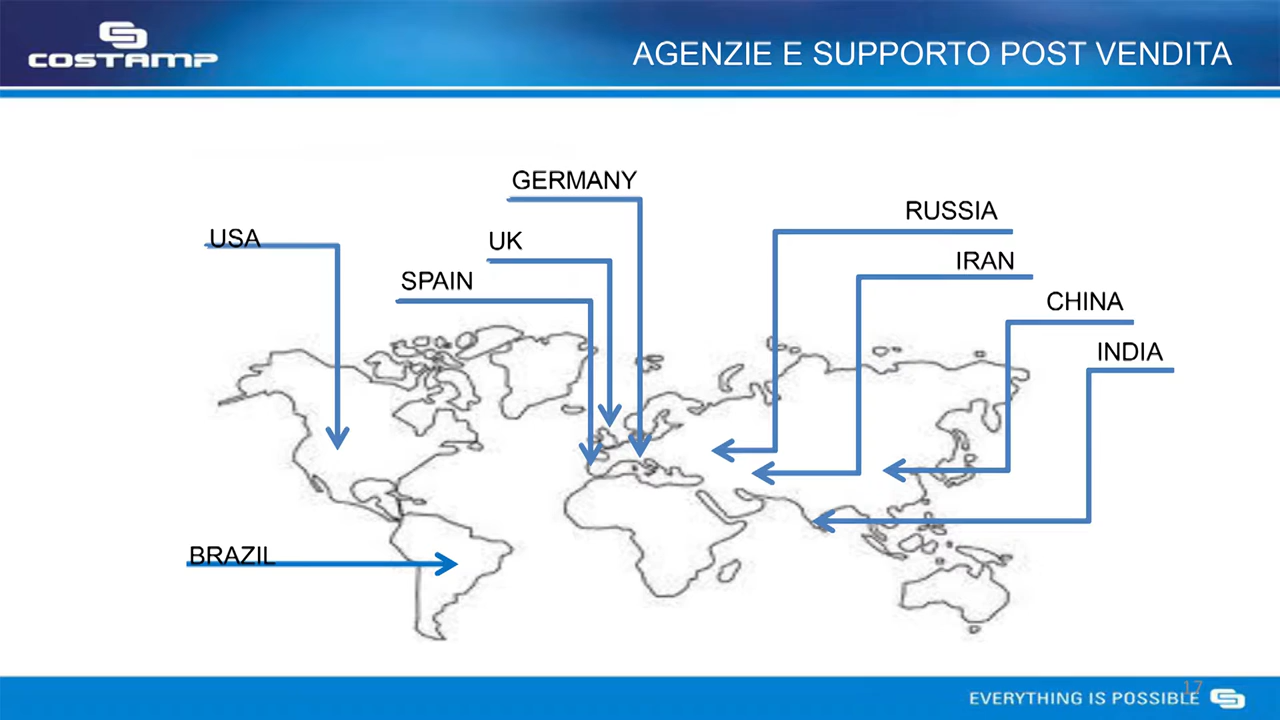 COSTAMP
AGENZIE E SUPPORTO POST VENDITA
GERMANY
RUSSIA
USA
UK
IRAN
SPAIN
CHINA
INDIA
BRAZIL
17
EVERYTHING IS POSSIBLE